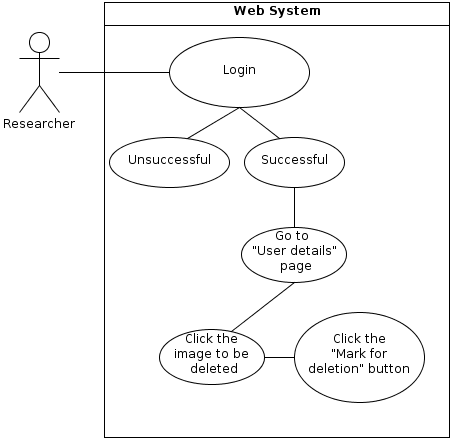 Web System
Login
Researcher
Unsuccessful
Successful
Go to
"User details"
page
Click the
image to be
deleted
Click the
"Mark for
deletion" button